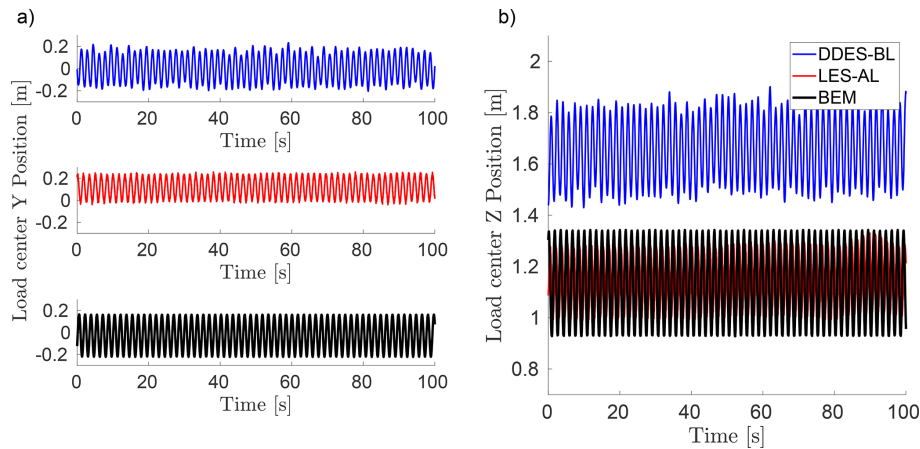 a)
Load center Y Position [m]
0.2
0
-0.2
0 20 40 60 80 100
Time [s]
0.2
0
-0.2
0 20 40 60 80 100
Time [s]
0.2
0
-0.2
0 20 40 60 80 100
Time [s]
b)
Load center Z Position [m]
2
1.8
1.6
1.4
1.2
1
0.8
0 20 40 60 80 100
Time [s]
DDES-BL
LES-AL
BEM